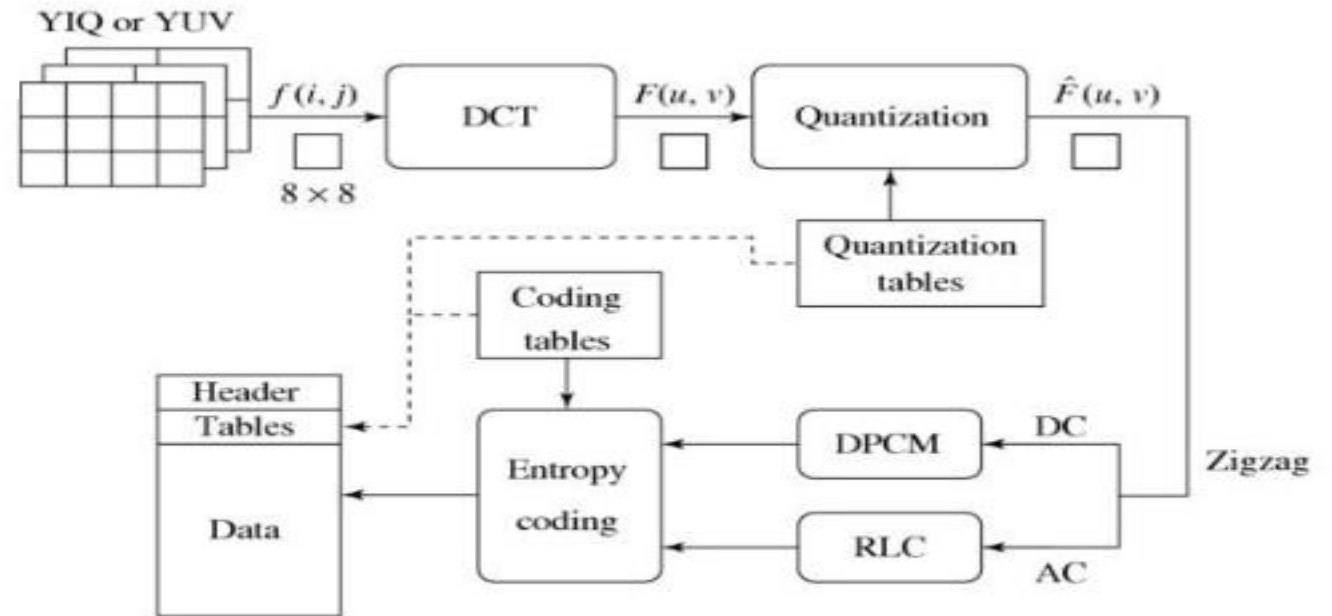 YIQ or YUV
f(i, j)
8 × 8
DCT
F(u, v)
Quantization
F̂(u, v)
Quantization
tables
Coding
tables
Header
Tables
Data
Entropy
coding
DPCM
DC
Zigzag
RLC
AC